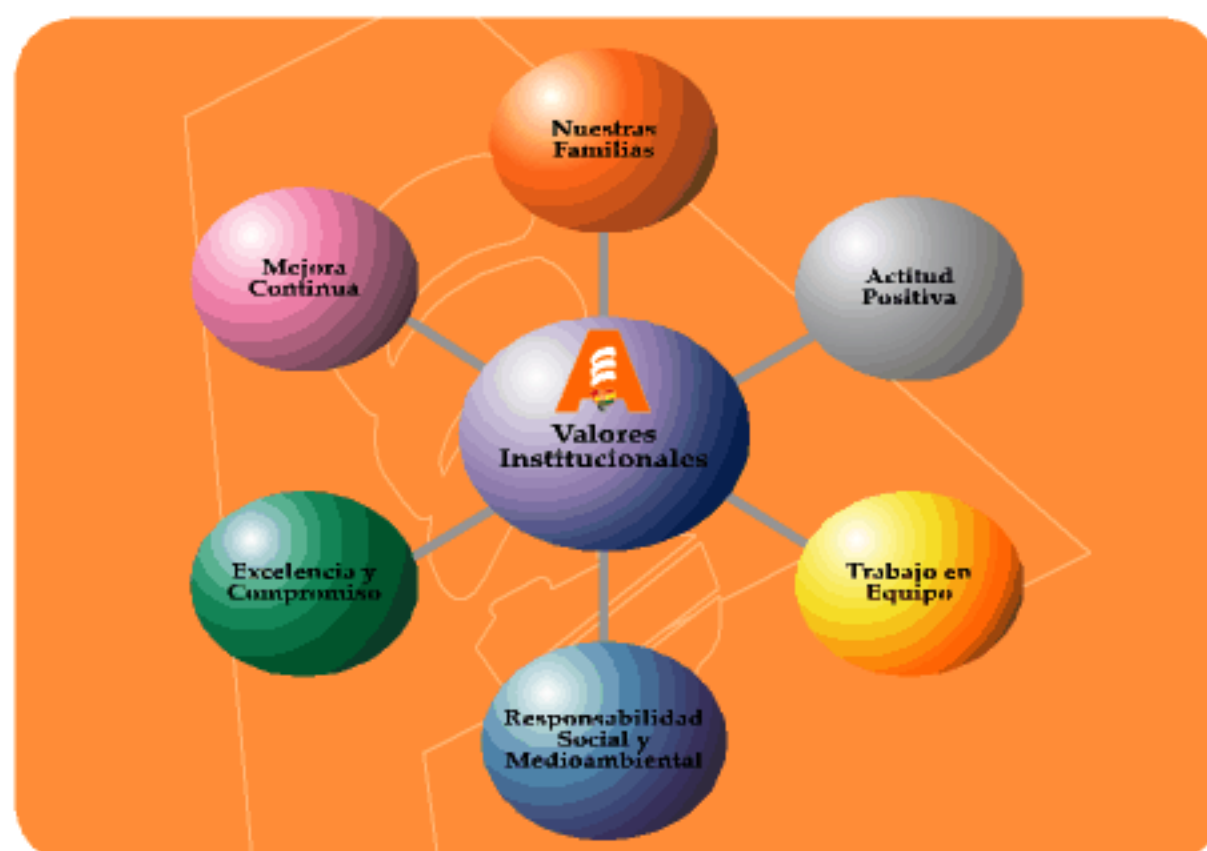 Nuestras
Familias
Mejora
Continua
Actitud
Positiva
A
Valores
Institucionales
Excelencia y
Compromiso
Trabajo en
Equipo
Responsabilidad
Social y
Medioambiental